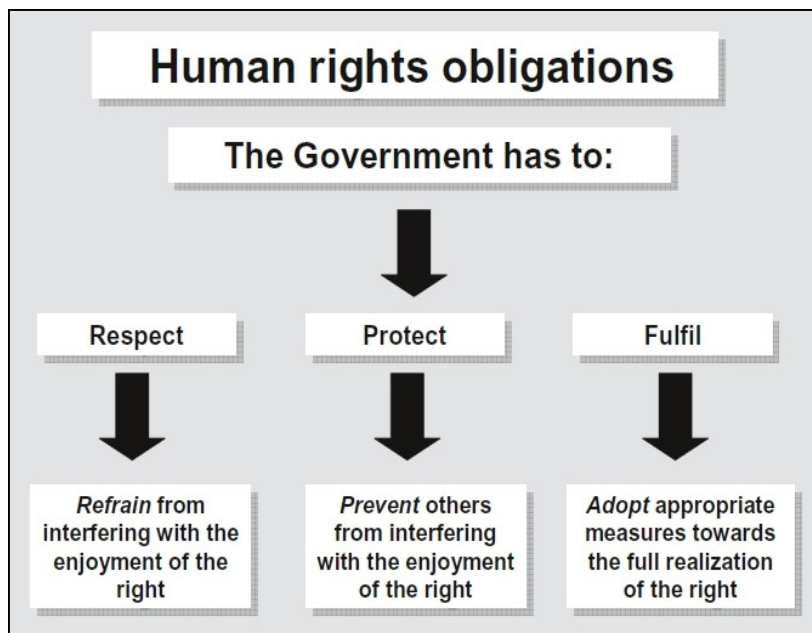 Human rights obligations
The Government has to:
Respect
Protect
Fulfil
Refrain from
interfering with the
enjoyment of the
right
Prevent others
from interfering
with the enjoyment
of the right
Adopt appropriate
measures towards
the full realization
of the right